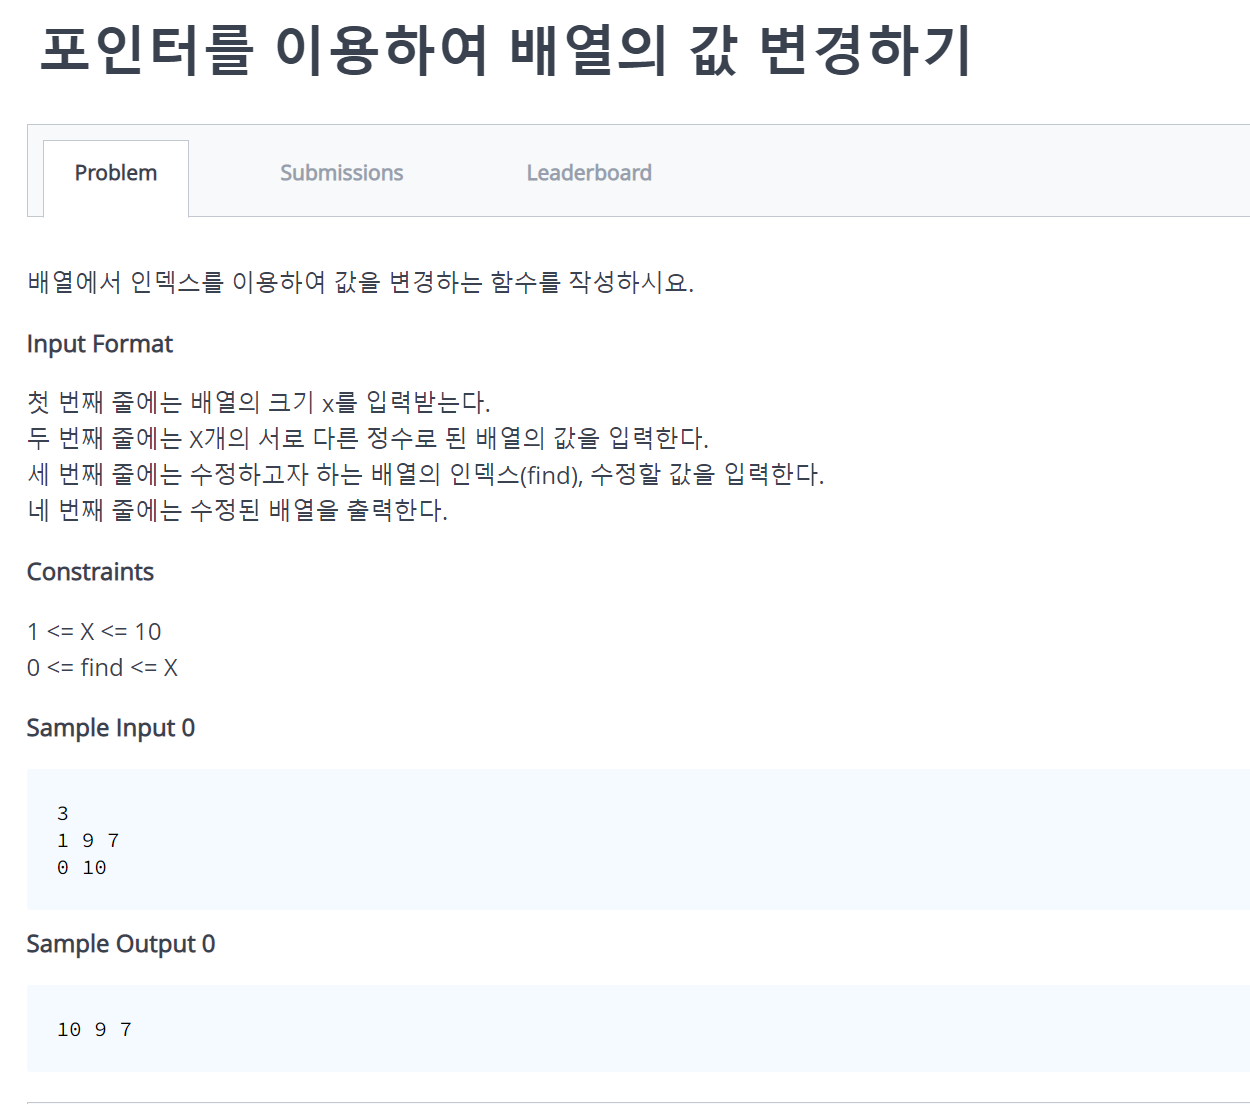 포인터를 이용하여 배열의 값 변경하기
Problem Submissions Leaderboard
배열에서 인덱스를 이용하여 값을 변경하는 함수를 작성하시요.
Input Format
첫 번째 줄에는 배열의 크기 x를 입력받는다.
두 번째 줄에는 X개의 서로 다른 정수로 된 배열의 값을 입력한다.
세 번째 줄에는 수정하고자 하는 배열의 인덱스(find), 수정할 값을 입력한다.
네 번째 줄에는 수정된 배열을 출력한다.
Constraints
1 <= X <= 10
0 <= find <= X
Sample Input 0
3
1 9 7
0 10
Sample Output 0
10 9 7